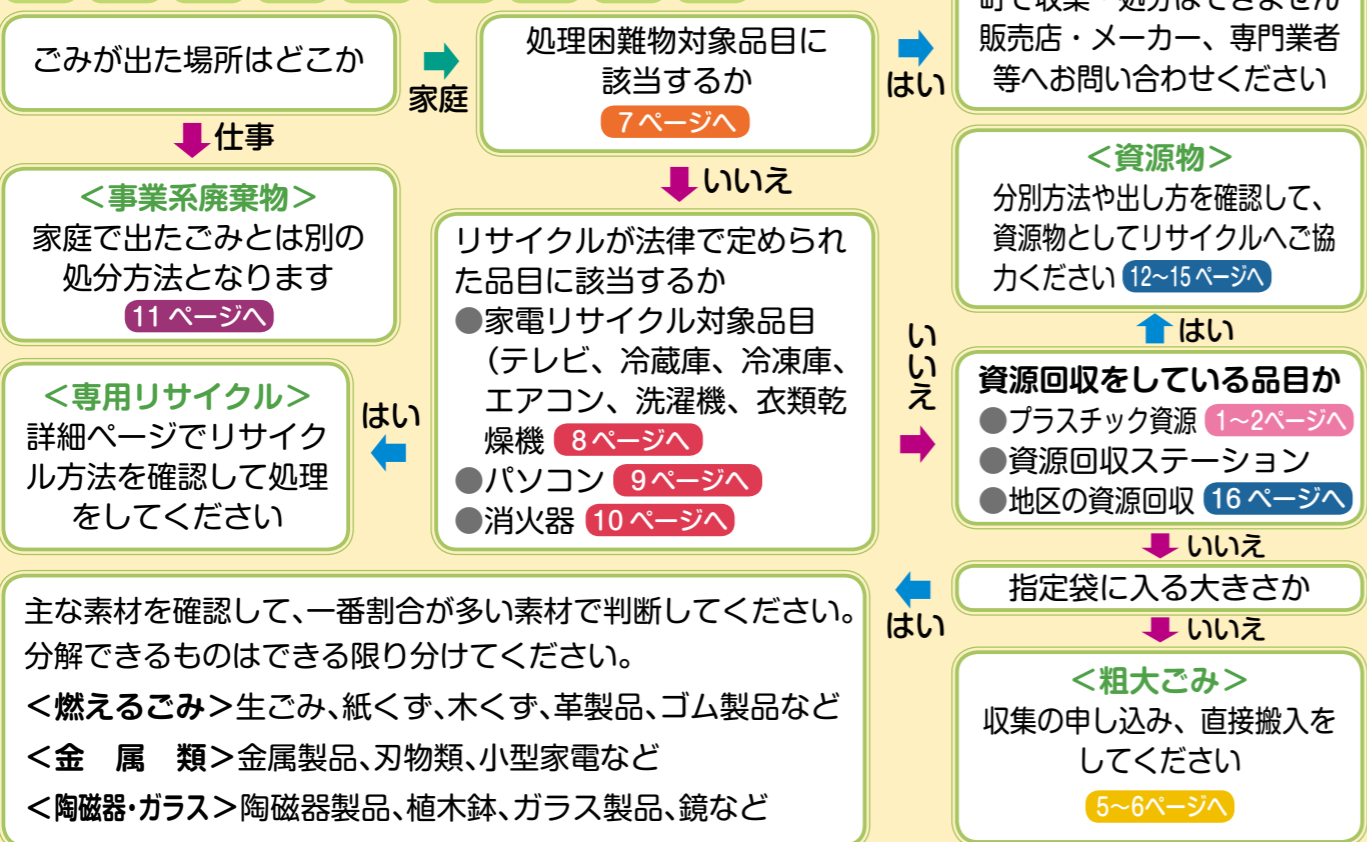 ごみが出た場所はどこか
家庭
処理困難物対象品目に
該当するか
7ページへ
はい
販売店・メーカー、専門業者
等へお問い合わせください
仕事
<事業系廃棄物>
家庭で出たごみとは別の
処分方法となります
11 ページへ
いいえ
リサイクルが法律で定められ
た品目に該当するか
●家電リサイクル対象品目
(テレビ、冷蔵庫、冷凍庫、
エアコン、洗濯機、衣類乾
燥機 8ページへ
●パソコン 9ページへ
●消火器 10 ページへ
はい
<専用リサイクル>
詳細ページでリサイク
ル方法を確認して処理
をしてください
いいえ
<資源物>
分別方法や出し方を確認して、
資源物としてリサイクルへご協
力ください 12~15 ページへ
はい
資源回収をしている品目か
●プラスチック資源 1~2ページへ
●資源回収ステーション
●地区の資源回収 16 ページへ
いいえ
指定袋に入る大きさか
はい
いいえ
<粗大ごみ>
収集の申し込み、直接搬入を
してください
5~6ページへ
主な素材を確認して、一番割合が多い素材で判断してください。
分解できるものはできる限り分けてください。
<燃えるごみ>生ごみ、紙くず、木くず、革製品、ゴム製品など
<金　属　類>金属製品、刃物類、小型家電など
<陶磁器・ガラス>陶磁器製品、植木鉢、ガラス製品、鏡など